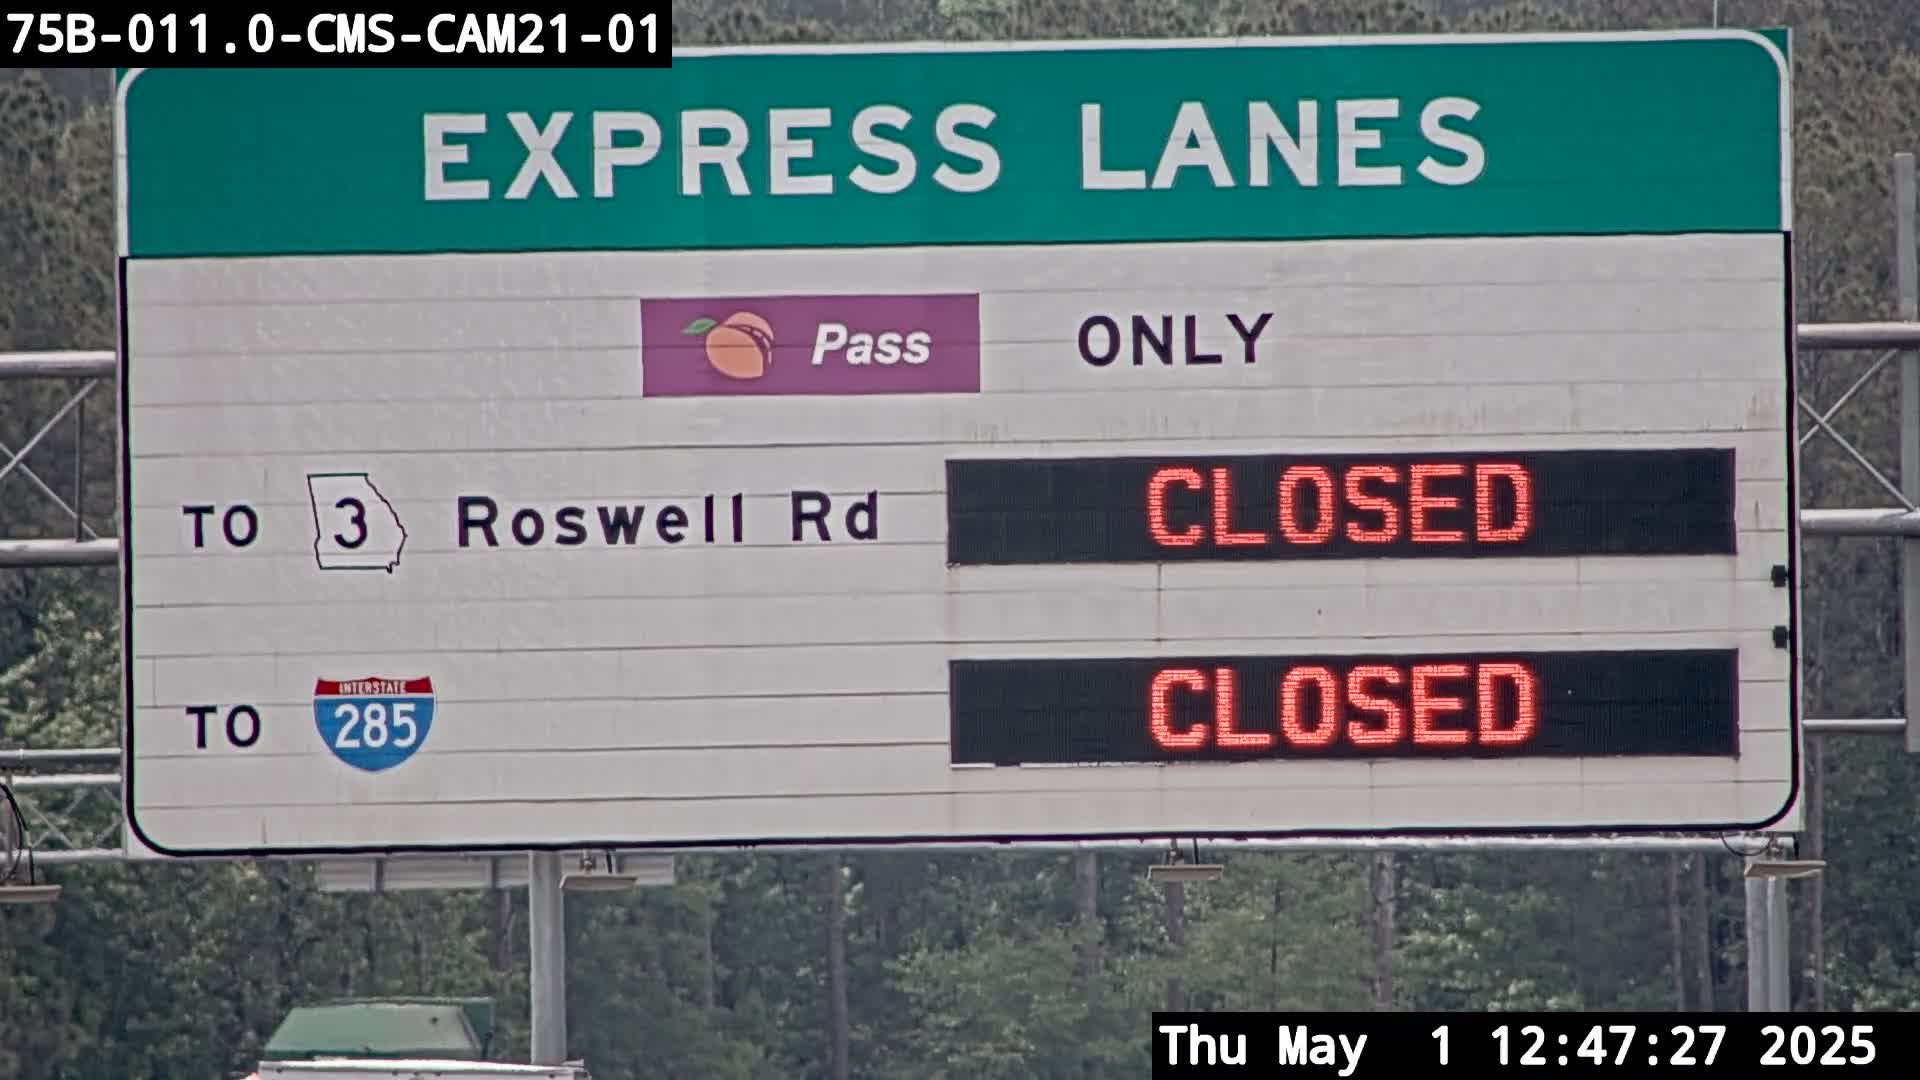 75B-011.0-CMS-CAM21-01
EXPRESS LANES
Pass ONLY
TO 3 Roswell Rd CLOSED
TO INTERSTATE 285 CLOSED
Thu May 1 12:47:27 2025